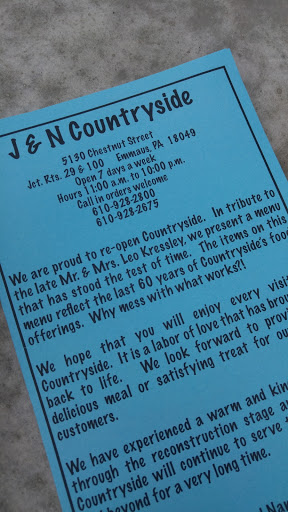 J & N Countryside
5130 Chestnut Street
Jct. Rts. 29 & 100 Emmaus, PA 18049
Open 7 days a week
Hours 11:00 a.m. to 10:00 p.m.
Call in orders welcome
610-928-2800
610-928-2675
We are proud to re-open Countryside. In tribute to
the late Mr. & Mrs. Leo Kressley, we present a menu
that has stood the test of time. The items on this
menu reflect the last 60 years of Countryside's food
offerings. Why mess with what works?!
We hope that you will enjoy every visit
Countryside. It is a labor of love that has brou
back to life. We look forward to provi
delicious meal or satisfying treat for our
customers.
We have experienced a warm and kin
through the reconstruction stage a
Countryside will continue to serve t
beyond for a very long time.